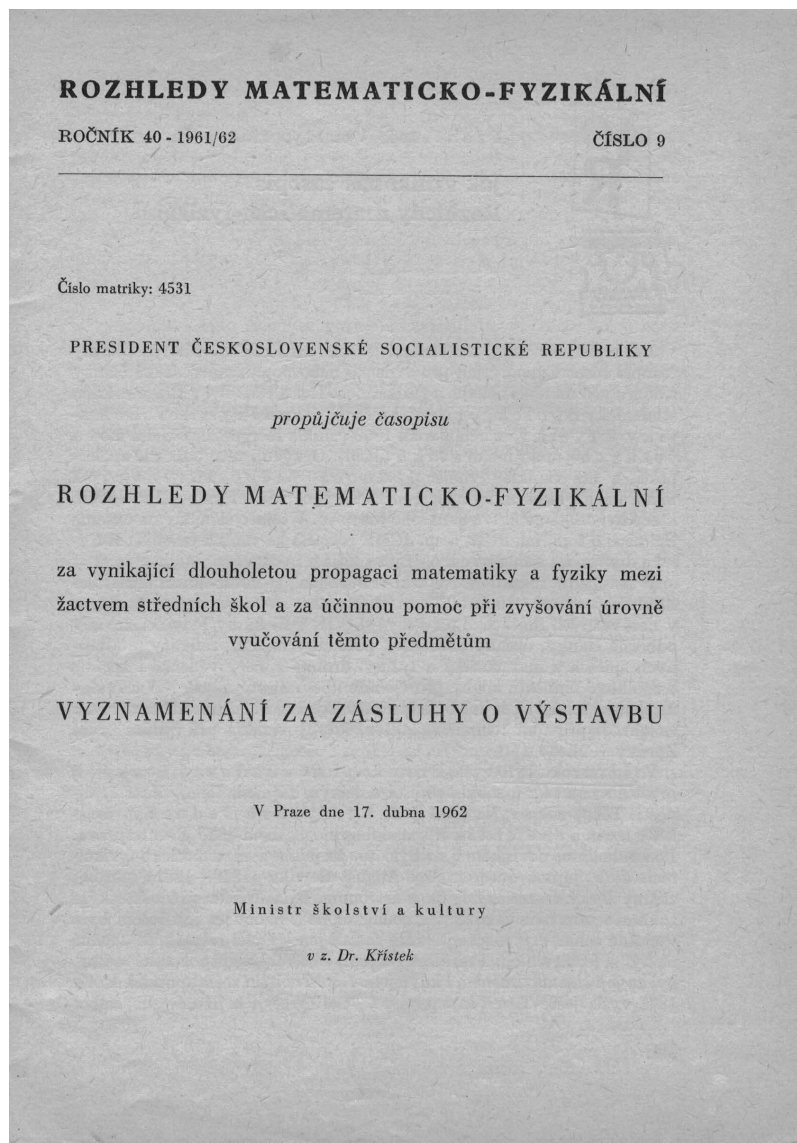 ROZHLEDY MATEMATICKO-FYZIKÁLNÍ
ROČNÍK 40 - 1961/62 ČÍSLO 9
Číslo matriky: 4531
PRESIDENT ČESKOSLOVENSKÉ SOCIALISTICKÉ REPUBLIKY
propůjčuje časopisu
ROZHLEDY MATEMATICKO-FYZIKÁLNÍ
za vynikající dlouholetou propagaci matematiky a fyziky mezi
žactvem středních škol a za účinnou pomoc při zvyšování úrovně
vyučování těmto předmětům
VYZNAMENÁNÍ ZA ZÁSLUHY O VÝSTAVBU
V Praze dne 17. dubna 1962
Ministr školství a kultury
v z. Dr. Křístek